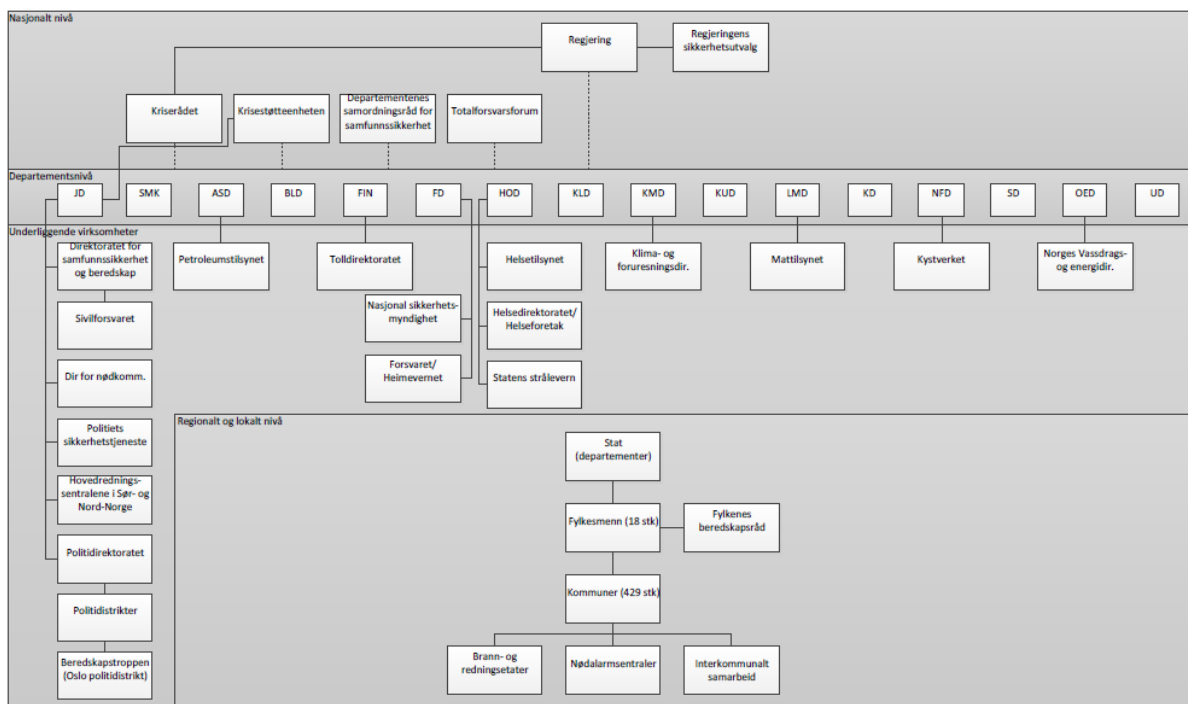 Nasjonalt nivå
Regjering
Regjeringens
sikkerhetsutvalg
Kriserådet
Krisestøtteenheten
Departementenes
samordningsråd for
samfunnssikkerhet
Totalforsvarsforum
Departementsnivå
JD
SMK
ASD
BLD
FIN
FD
HOD
KLD
KMD
KUD
LMD
KD
NFD
SD
OED
UD
Underliggende virksomheter
Direktoratet for
samfunnssikkerhet
og beredskap
Petroleumstilsynet
Tolldirektoratet
Helsetilsynet
Klima- og
foruresningsdir.
Mattilsynet
Kystverket
Norges Vassdrags-
og energidir.
Sivilforsvaret
Nasjonal sikkerhets-
myndighet
Helsedirektoratet/
Helseforetak
Dir for nødkomm.
Forsvaret/
Heimevernet
Statens strålevern
Politiets
sikkerhetstjeneste
Hovedrednings-
sentralene i Sør- og
Nord-Norge
Politidirektoratet
Politidistrikter
Beredskapstroppen
(Oslo politidistrikt)
Regionalt og lokalt nivå
Stat
(departementer)
Fylkesmenn (18 stk)
Fylkenes
beredskapsråd
Kommuner (429 stk)
Brann- og
redningsetater
Nødalarmsentraler
Interkommunalt
samarbeid